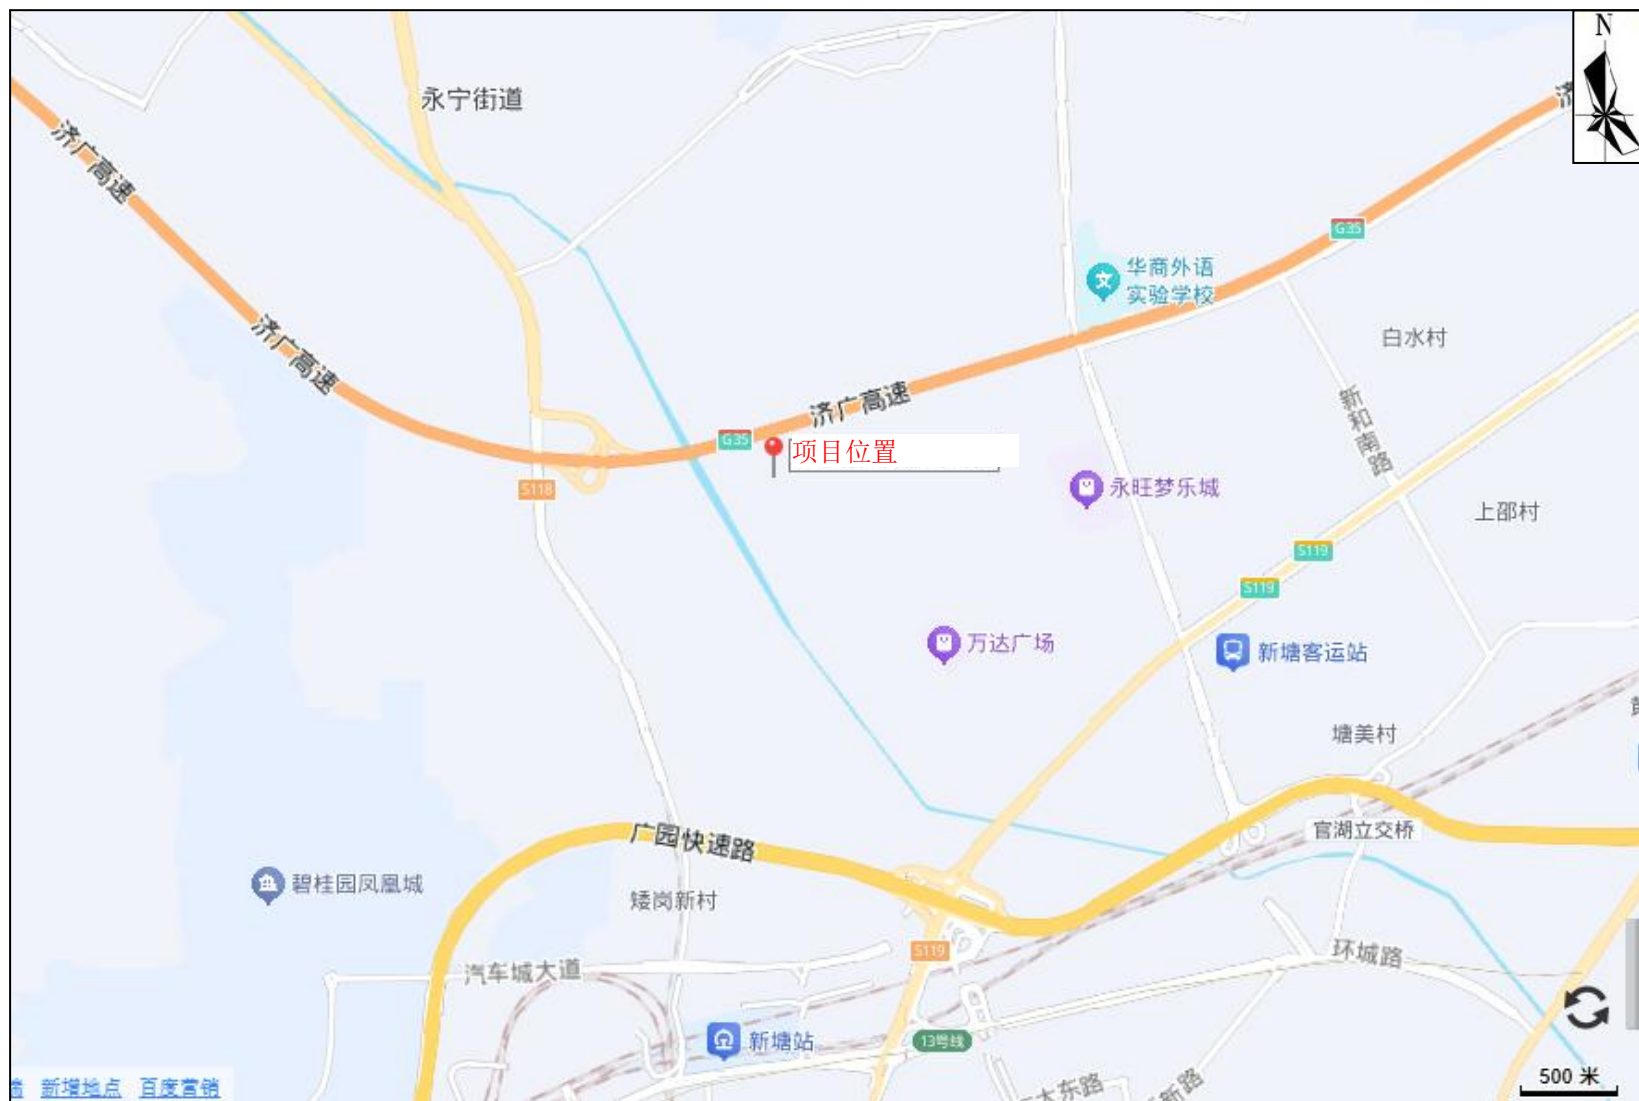 N
永宁街道
济广高速
G35
华商外语
实验学校
济广高速
白水村
新和南路
济广高速
G35
项目位置
S118
永旺梦乐城
上邵村
S119
S119
万达广场
新塘客运站
塘美村
广园快速路
官湖立交桥
碧桂园凤凰城
矮岗新村
S119
环城路
汽车城大道
新塘站
13号线
500 米
新增地点 百度营销
大东路
新路